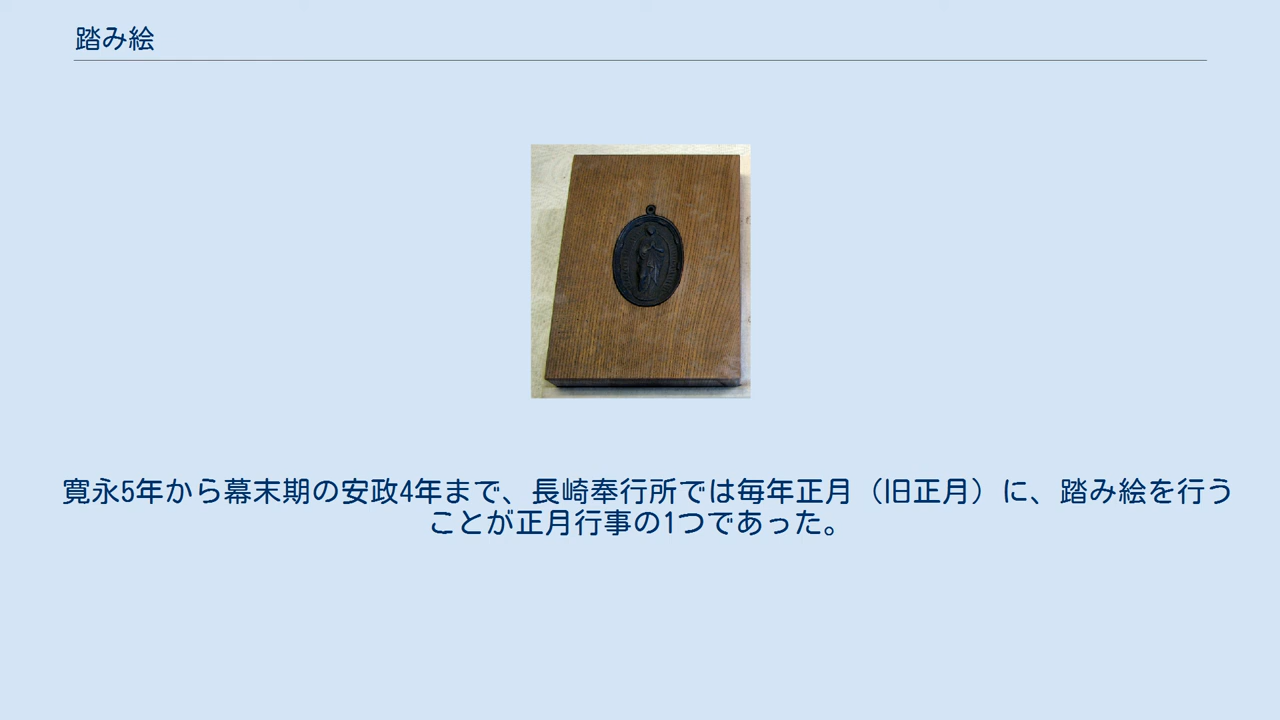 踏み絵
寛永5年から幕末期の安政4年まで、長崎奉行所では毎年正月（旧正月）に、踏み絵を行う
ことが正月行事の1つであった。